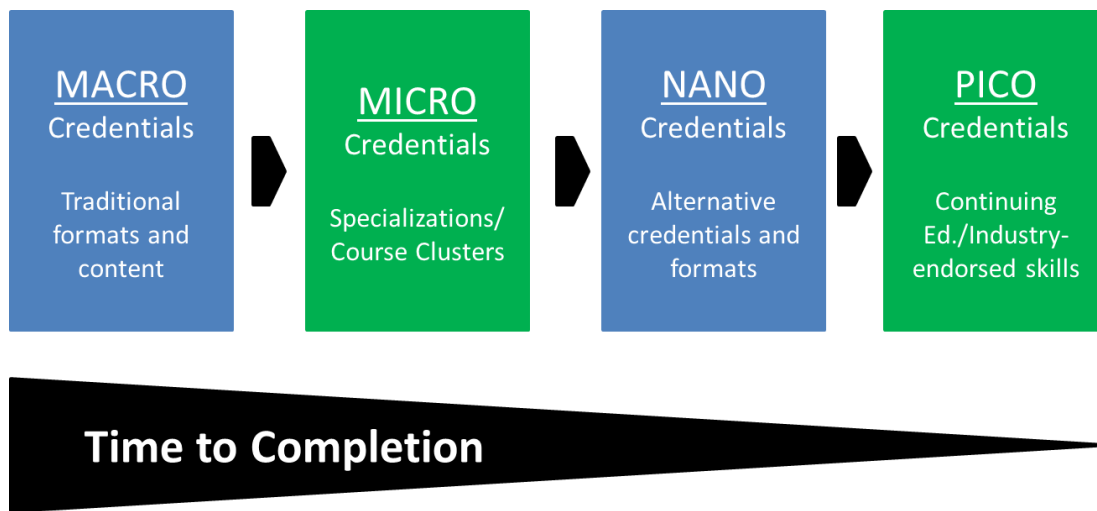 MACRO
Credentials
Traditional
formats and
content
MICRO
Credentials
Specializations/
Course Clusters
NANO
Credentials
Alternative
credentials and
formats
PICO
Credentials
Continuing
Ed./Industry-
endorsed skills
Time to Completion